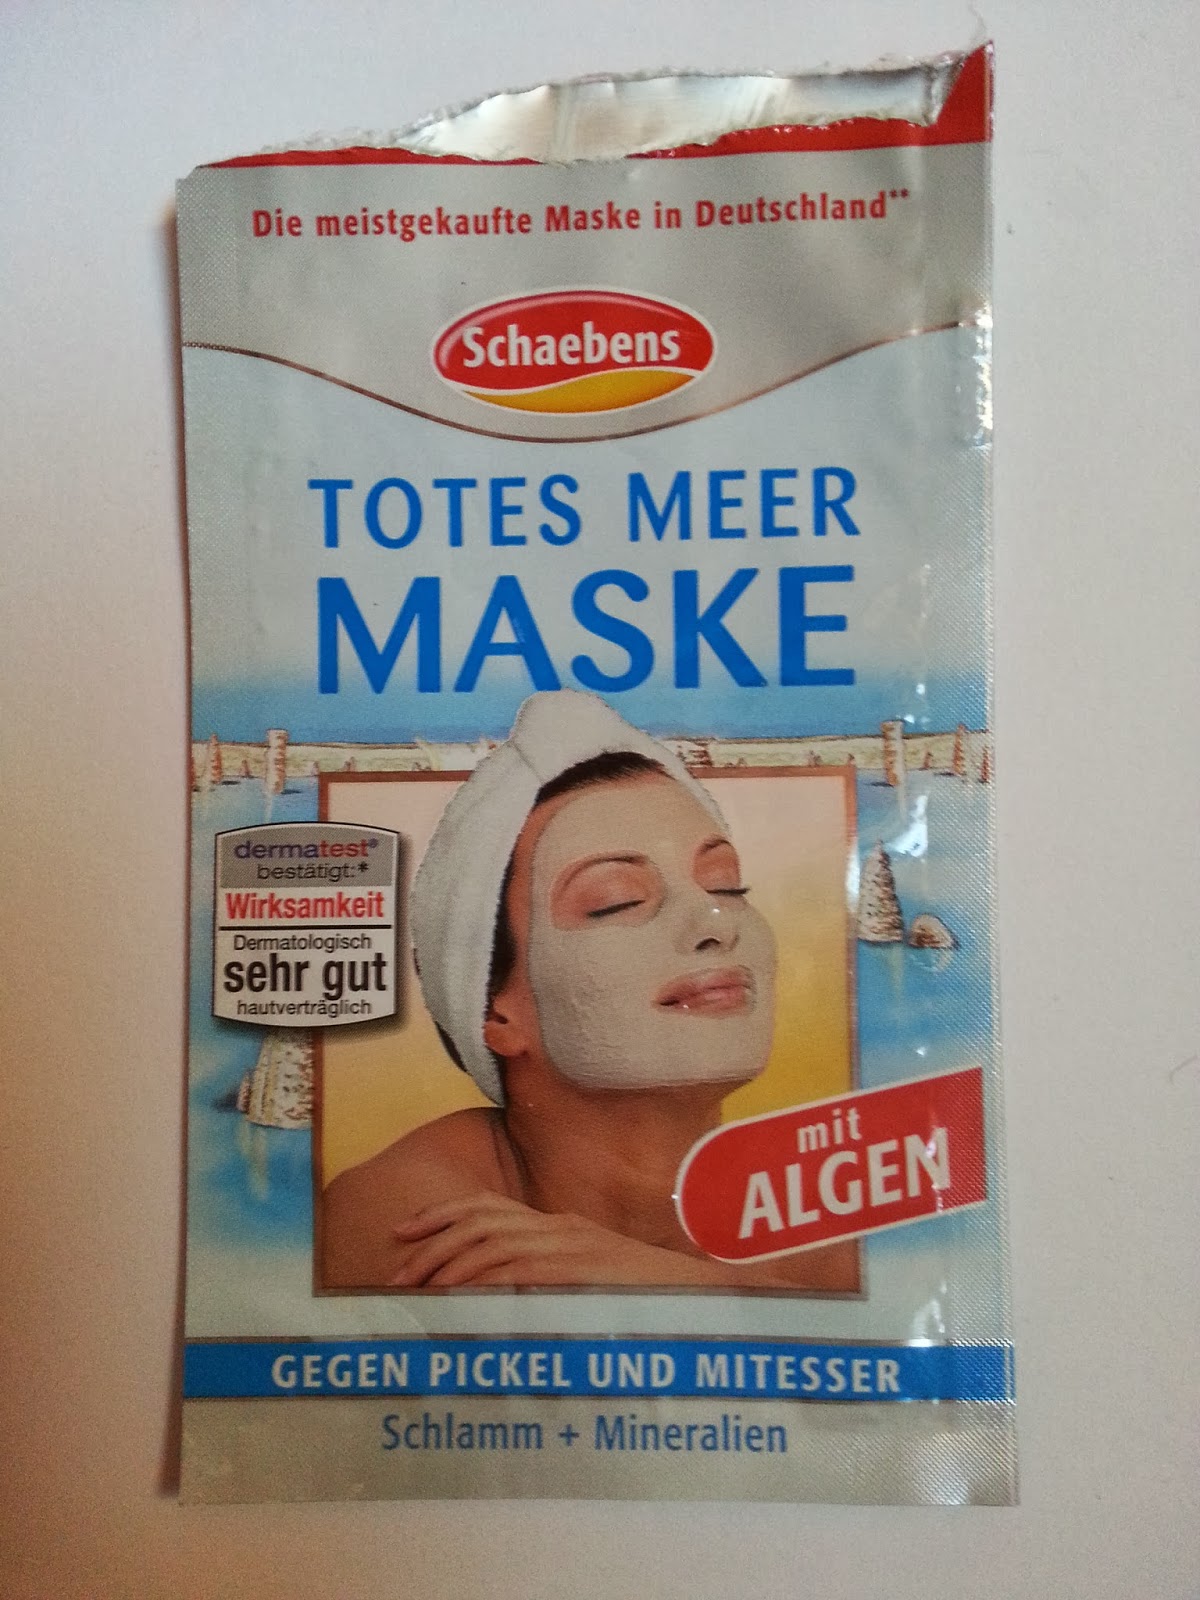 Die meistgekaufte Maske in Deutschland**
Schaebens
TOTES MEER
MASKE
dermatest®
bestätigt:*
Wirksamkeit
Dermatologisch
sehr gut
hautverträglich
mit
ALGEN
GEGEN PICKEL UND MITESSER
Schlamm + Mineralien